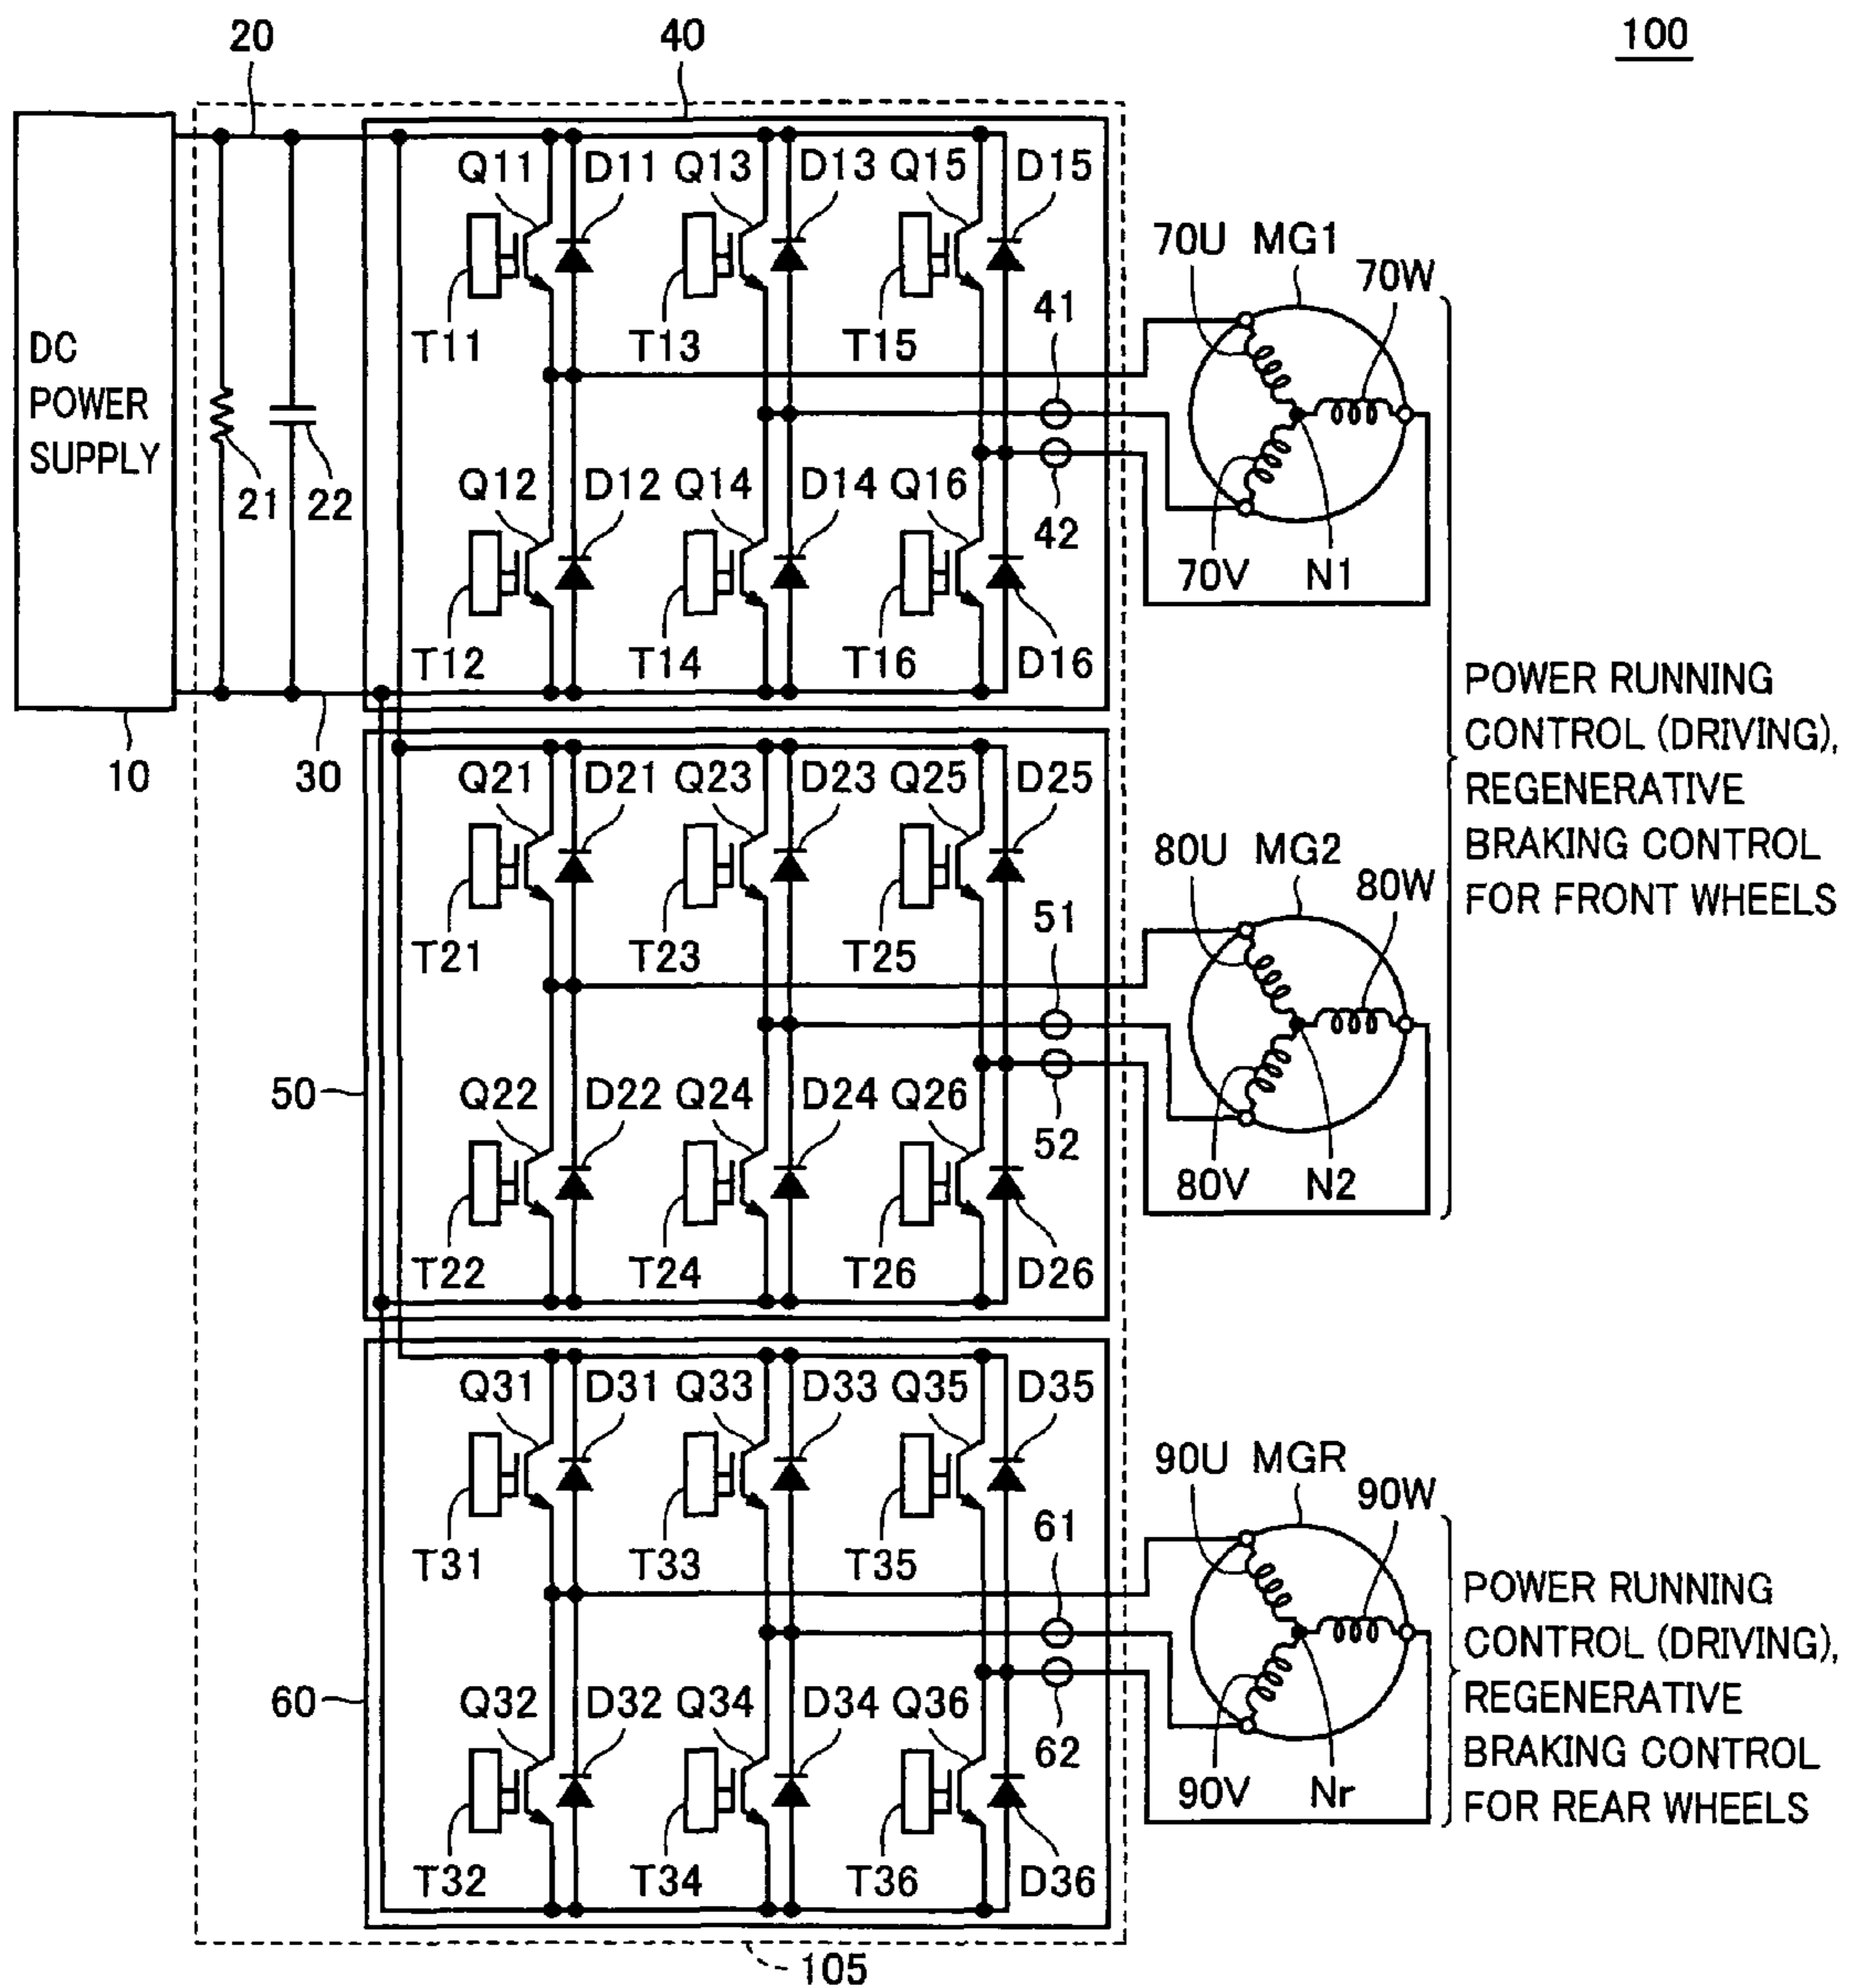 100
20
40
DC
POWER
SUPPLY
21
22
10
30
Q11 D11 Q13 D13 Q15 D15
T11 T13 T15
41
42
Q12 D12 Q14 D14 Q16
T12 T14 T16 D16
70U MG1
70W
70V N1
POWER RUNNING
CONTROL (DRIVING),
REGENERATIVE
BRAKING CONTROL
FOR FRONT WHEELS
Q21 D21 Q23 D23 Q25 D25
T21 T23 T25
51
52
50
Q22 D22 Q24 D24 Q26
T22 T24 T26 D26
80U MG2
80W
80V N2
Q31 D31 Q33 D33 Q35 D35
T31 T33 T35
61
62
60
Q32 D32 Q34 D34 Q36
T32 T34 T36 D36
90U MGR
90W
90V Nr
POWER RUNNING
CONTROL (DRIVING),
REGENERATIVE
BRAKING CONTROL
FOR REAR WHEELS
105